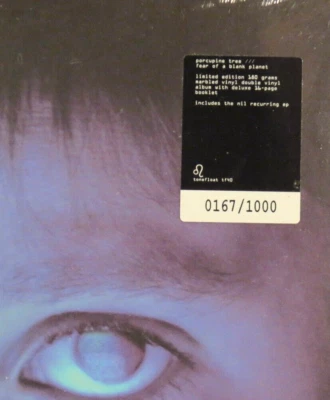 porcupine tree ///
fear of a blank planet
limited edition 180 gramm
marbled vinyl double vinyl
album with deluxe 16-page
booklet
includes the nil recurring ep
tonefloat tf40
0167/1000